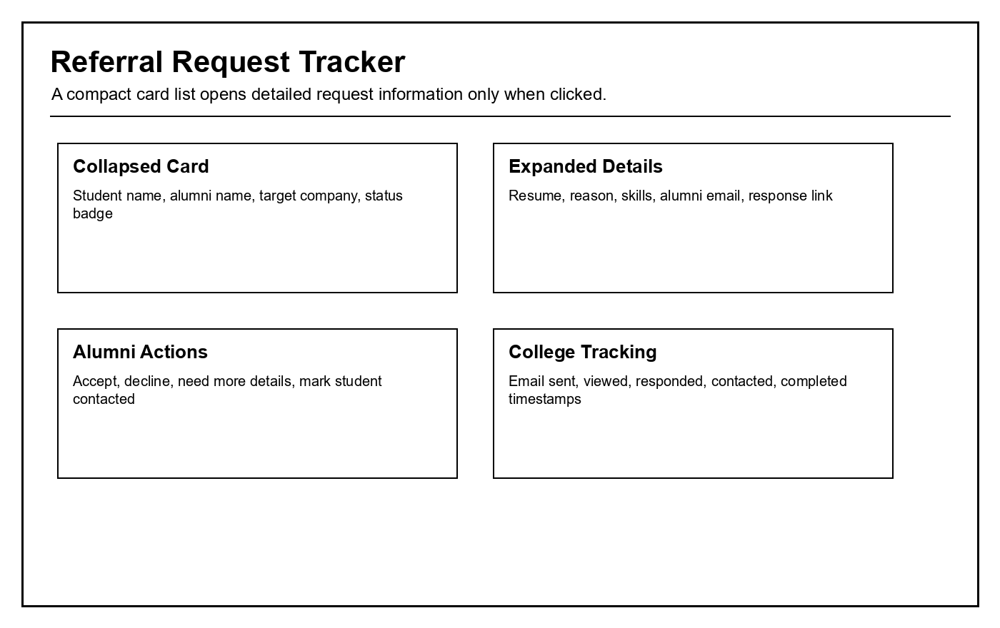 Referral Request Tracker
A compact card list opens detailed request information only when clicked.
Collapsed Card
Student name, alumni name, target company, status
badge
Expanded Details
Resume, reason, skills, alumni email, response link
Alumni Actions
Accept, decline, need more details, mark student
contacted
College Tracking
Email sent, viewed, responded, contacted, completed
timestamps